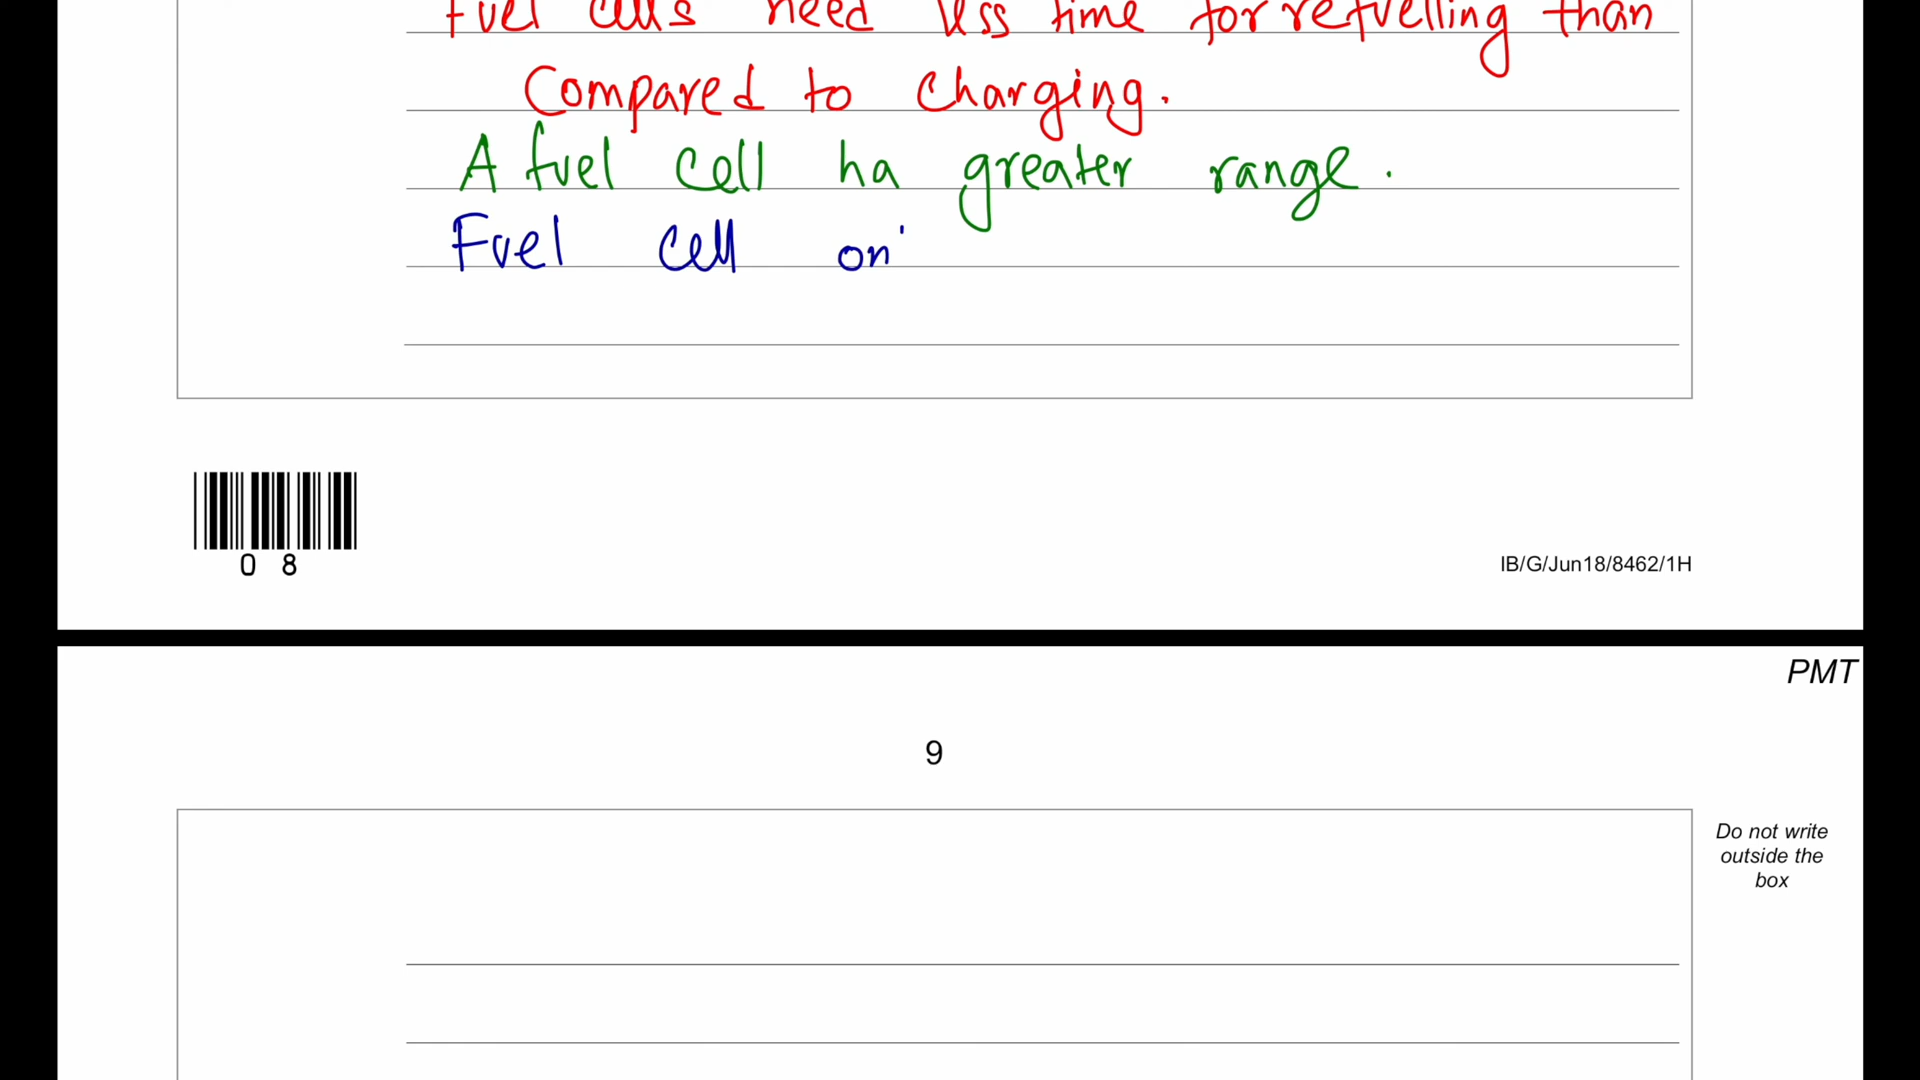 Fuel cells need less time for refuelling than
Compared to charging.
A fuel cell ha greater range.
Fuel cell on
0 8
IB/G/Jun18/8462/1H
PMT
9
Do not write
outside the
box